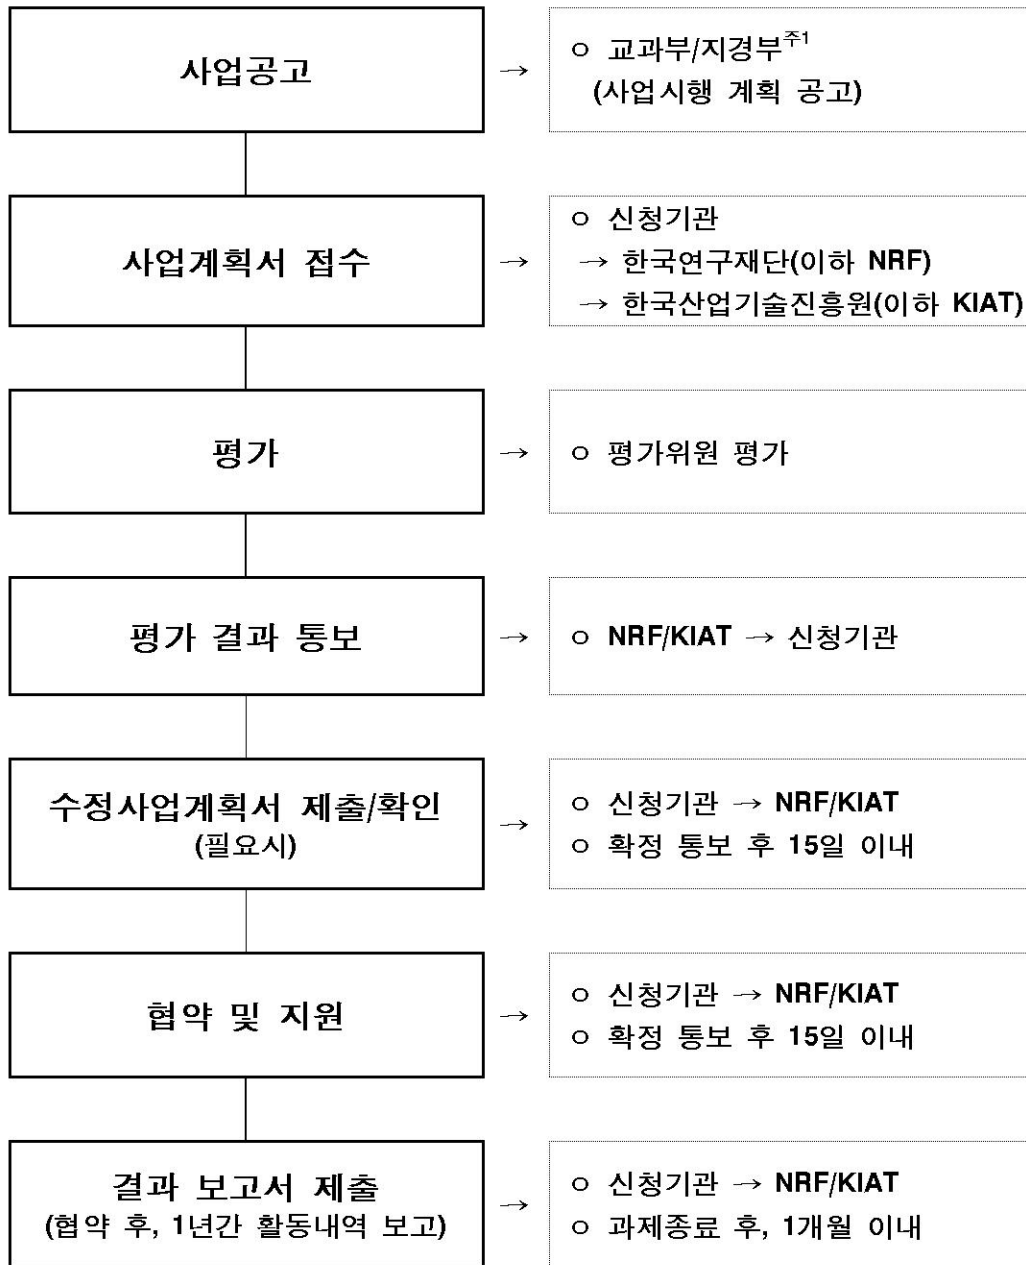 사업공고
→
o 교과부/지경부주1
(사업시행 계획 공고)
사업계획서 접수
→
o 신청기관
→ 한국연구재단(이하 NRF)
→ 한국산업기술진흥원(이하 KIAT)
평가
→
o 평가위원 평가
평가 결과 통보
→
o NRF/KIAT → 신청기관
수정사업계획서 제출/확인
(필요시)
→
o 신청기관 → NRF/KIAT
o 확정 통보 후 15일 이내
협약 및 지원
→
o 신청기관 → NRF/KIAT
o 확정 통보 후 15일 이내
결과 보고서 제출
(협약 후, 1년간 활동내역 보고)
→
o 신청기관 → NRF/KIAT
o 과제종료 후, 1개월 이내